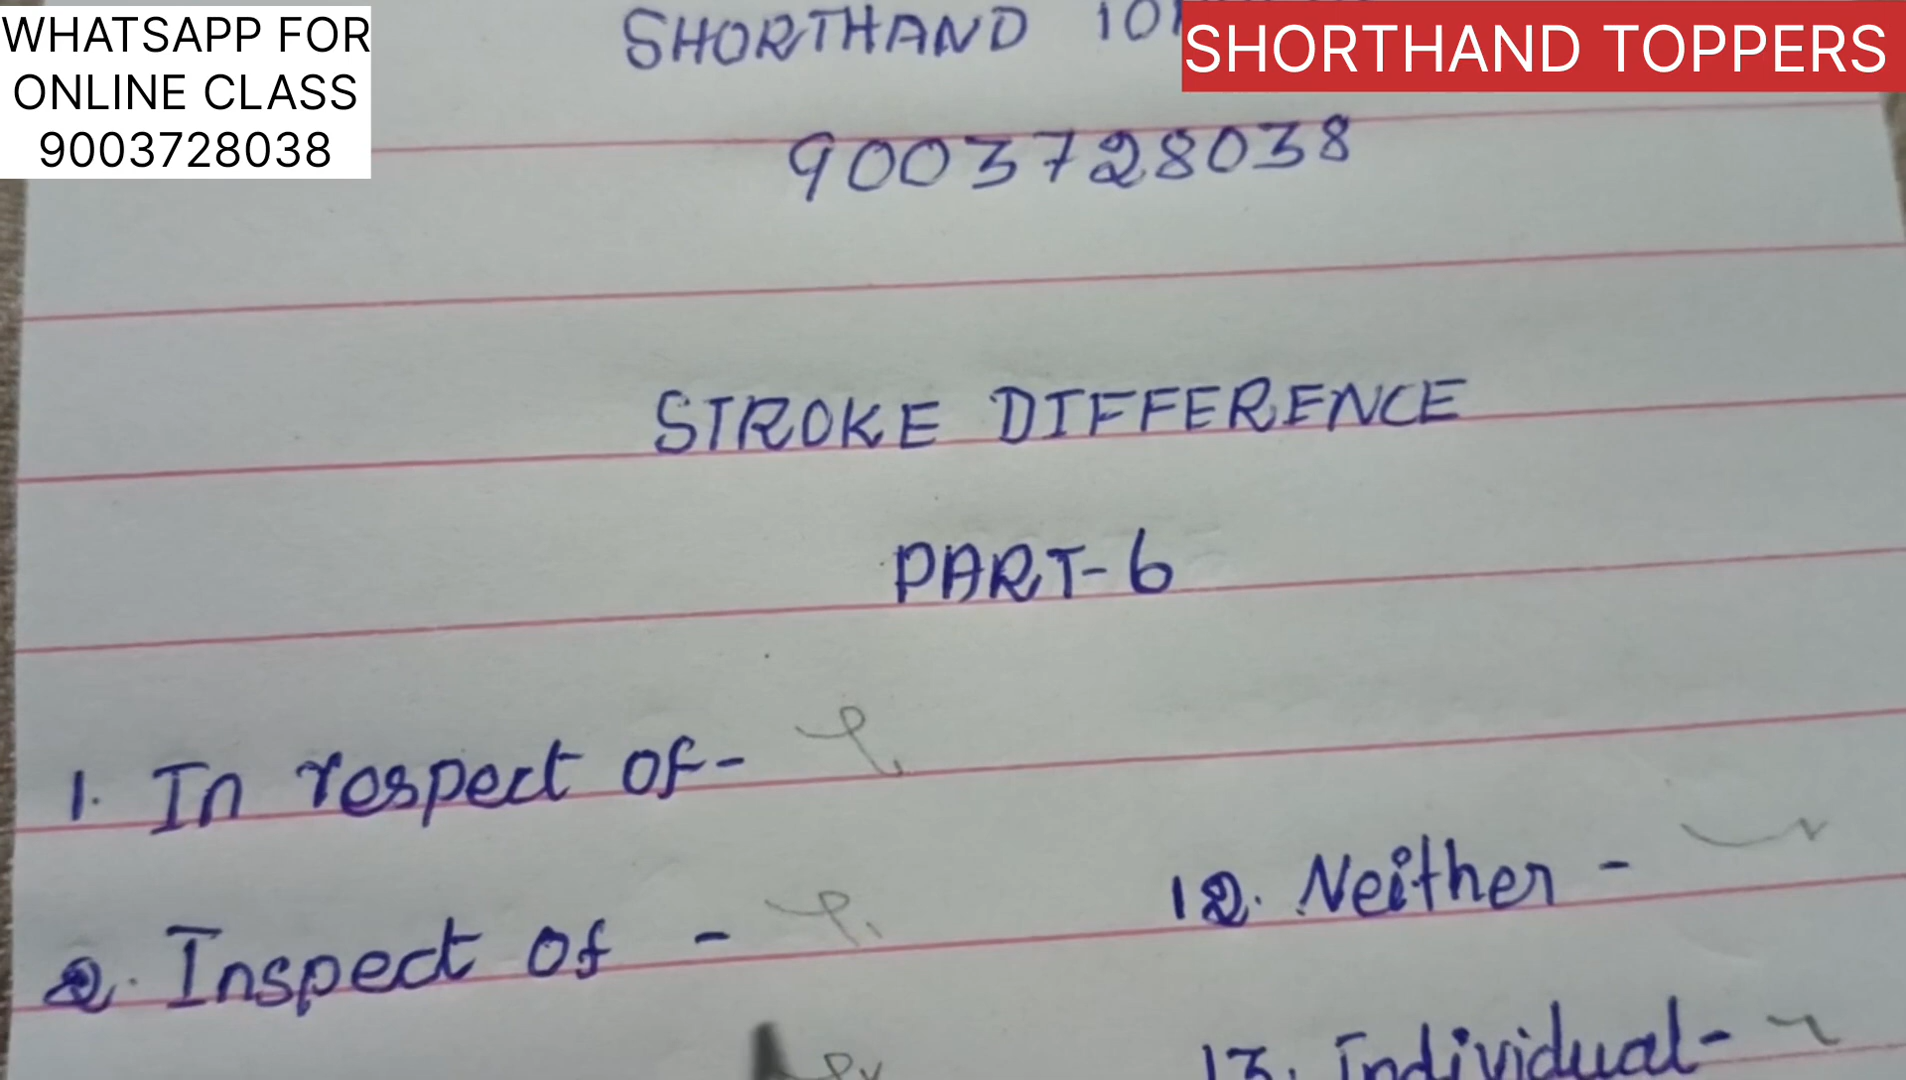 WHATSAPP FOR
ONLINE CLASS
9003728038
SHORTHAND TOPPERS
SHORTHAND
9003728038
STROKE DIFFERENCE
PART-6
1. In respect of -
2. Inspect of -
12. Neither -
13. Individual -